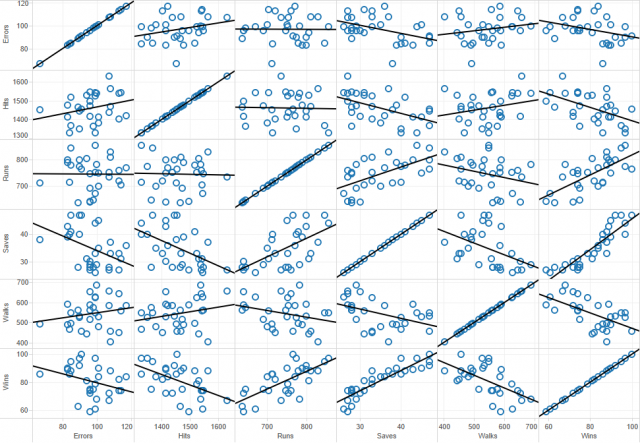 Errors 120 100 80
Hits 1600 1500 1400 1300
Runs 800 700
Saves 40 30
Walks 700 600 500 400
Wins 100 80 60
80 100 120 1400 1500 1600 700 800 30 40 400 500 600 700 60 80 100
Errors Hits Runs Saves Walks Wins